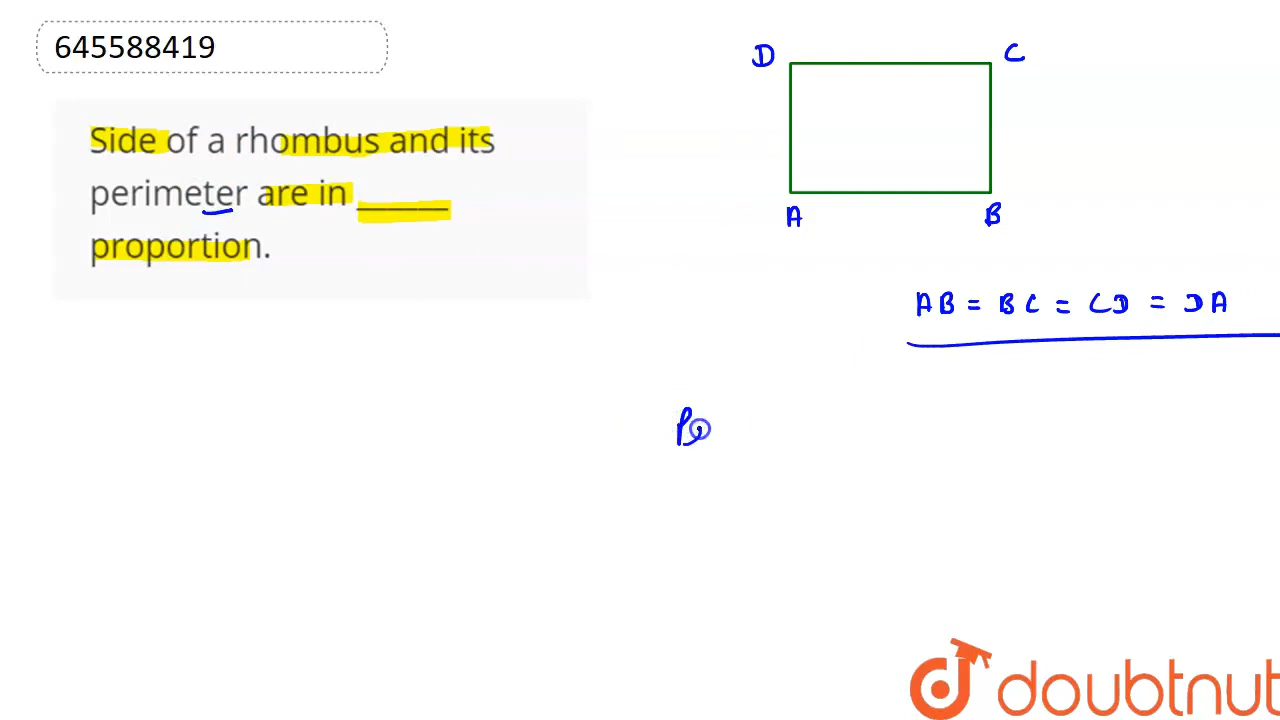 645588419
Side of a rhombus and its
perimeter are in ______
proportion.
D C
A B
AB = BC = CD = DA
doubtnut